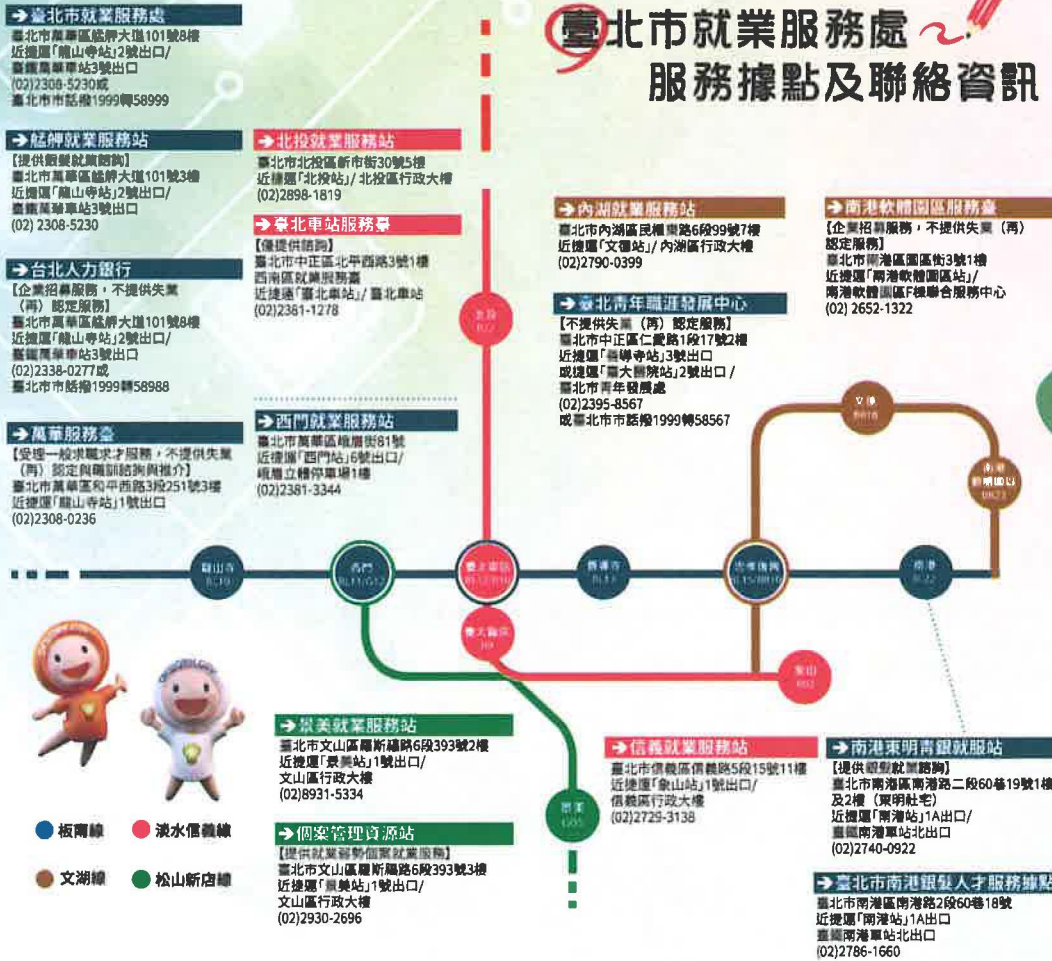 臺北市就業服務處
服務據點及聯絡資訊
➔臺北市就業服務處
臺北市萬華區艋舺大道101號8樓
近捷運「龍山寺站」2號出口/
臺鐵萬華車站3號出口
(02)2308-5230或
臺北市市話撥1999轉58999
➔艋舺就業服務站
【提供銀髮就業諮詢】
臺北市萬華區艋舺大道101號3樓
近捷運「龍山寺站」2號出口/
臺鐵萬華車站3號出口
(02) 2308-5230
➔台北人力銀行
【企業招募服務，不提供失業
（再）認定服務】
臺北市萬華區艋舺大道101號8樓
近捷運「龍山寺站」2號出口/
臺鐵萬華車站3號出口
(02)2338-0277或
臺北市市話撥1999轉58988
➔萬華服務臺
【受理一般求職求才服務，不提供失業
（再）認定與職訓諮詢與推介】
臺北市萬華區和平西路3段251號3樓
近捷運「龍山寺站」1號出口
(02)2308-0236
➔北投就業服務站
臺北市北投區新市街30號5樓
近捷運「北投站」/ 北投區行政大樓
(02)2898-1819
➔臺北車站服務臺
【僅提供諮詢】
臺北市中正區北平西路3號1樓
西南區就業服務臺
近捷運「臺北車站」/ 臺北車站
(02)2381-1278
➔西門就業服務站
臺北市萬華區峨眉街81號
近捷運「西門站」6號出口/
峨眉立體停車場1樓
(02)2381-3344
➔內湖就業服務站
臺北市內湖區民權東路6段99號7樓
近捷運「文德站」/ 內湖區行政大樓
(02)2790-0399
➔臺北青年職涯發展中心
【不提供失業（再）認定服務】
臺北市中正區仁愛路1段17號2樓
近捷運「善導寺站」3號出口
或捷運「臺大醫院站」2號出口 /
臺北市青年發展處
(02)2395-8567
或臺北市市話撥1999轉58567
➔南港軟體園區服務臺
【企業招募服務，不提供失業（再）
認定服務】
臺北市南港區園區街3號1樓
近捷運「南港軟體園區站」/
南港軟體園區F棟聯合服務中心
(02) 2652-1322
北投
R22
文德
BR16
南港
軟體園區
BR23
龍山寺
BL10
西門
BL11/G12
臺北車站
BL12/R10
善導寺
BL13
忠孝復興
BL15/BR10
南港
BL22
臺大醫院
R9
象山
R02
景美
G05
➔景美就業服務站
臺北市文山區羅斯福路6段393號2樓
近捷運「景美站」1號出口/
文山區行政大樓
(02)8931-5334
➔個案管理資源站
【提供就業弱勢個案就業服務】
臺北市文山區羅斯福路6段393號3樓
近捷運「景美站」1號出口/
文山區行政大樓
(02)2930-2696
➔信義就業服務站
臺北市信義區信義路5段15號11樓
近捷運「象山站」1號出口/
信義區行政大樓
(02)2729-3138
➔南港東明青銀就服站
【提供銀髮就業諮詢】
臺北市南港區南港路二段60巷19號1樓
及2樓（東明社宅）
近捷運「南港站」1A出口/
臺鐵南港車站北出口
(02)2740-0922
➔臺北市南港銀髮人才服務據點
臺北市南港區南港路2段60巷18號
近捷運「南港站」1A出口
臺鐵南港車站北出口
(02)2786-1660
板南線
淡水信義線
文湖線
松山新店線